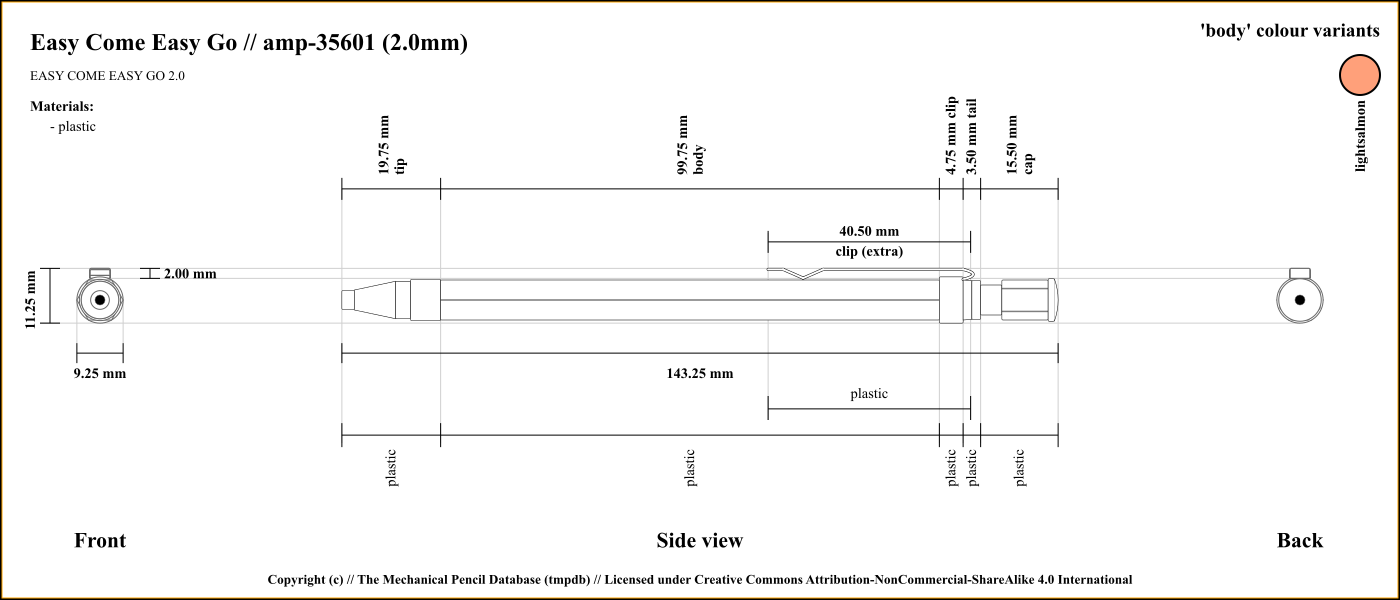 Easy Come Easy Go // amp-35601 (2.0mm)
EASY COME EASY GO 2.0
Materials:
- plastic
'body' colour variants
lightsalmon
19.75 mm
tip
99.75 mm
body
4.75 mm clip
3.50 mm tail
15.50 mm
cap
40.50 mm
clip (extra)
2.00 mm
11.25 mm
9.25 mm
143.25 mm
plastic
plastic
plastic
plastic
plastic
plastic
Front
Side view
Back
Copyright (c) // The Mechanical Pencil Database (tmpdb) // Licensed under Creative Commons Attribution-NonCommercial-ShareAlike 4.0 International